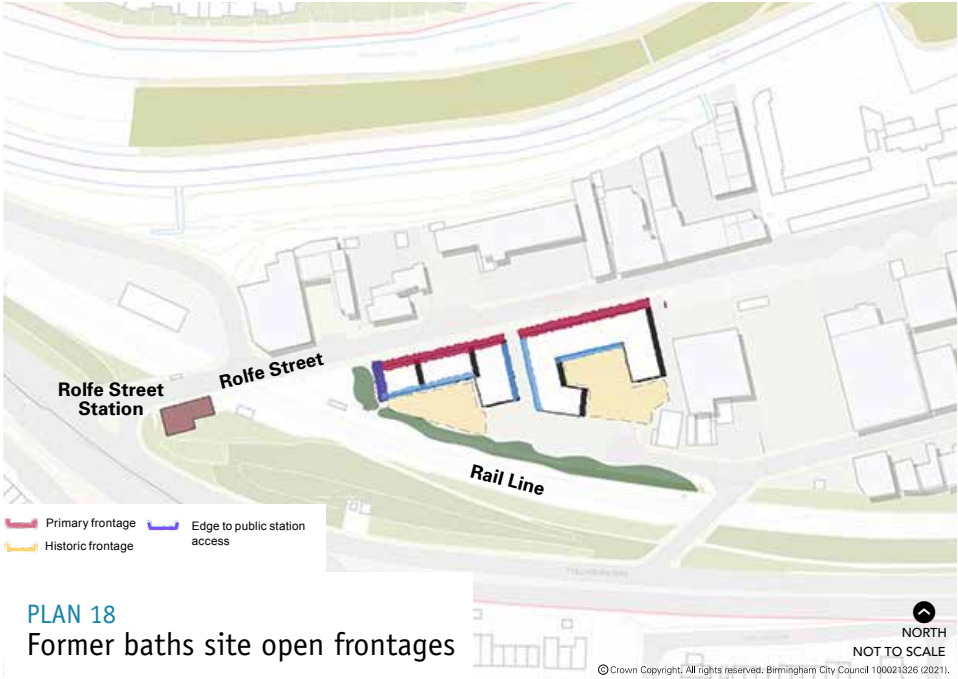 Rolfe Street
Rolfe Street
Station
Rail Line
Primary frontage
Edge to public station
access
Historic frontage
PLAN 18
Former baths site open frontages
NORTH
NOT TO SCALE
© Crown Copyright. All rights reserved. Birmingham City Council 100021326 (2021).